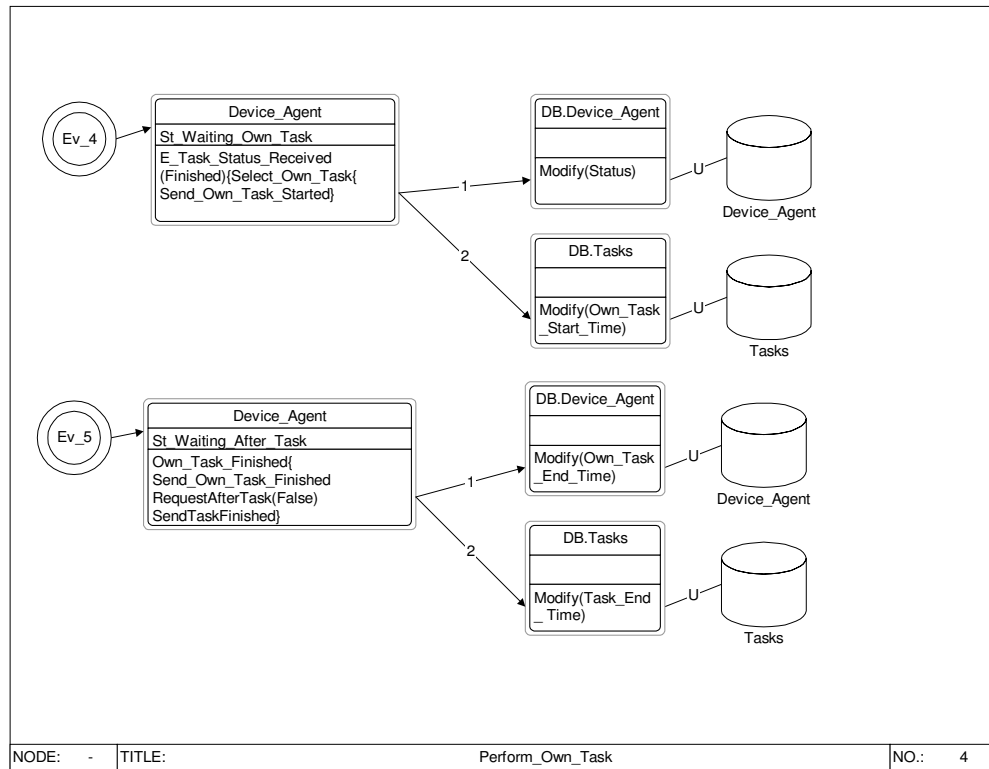 Ev_4
Device_Agent
St_Waiting_Own_Task
E_Task_Status_Received
(Finished){Select_Own_Task{
Send_Own_Task_Started}
1
2
DB.Device_Agent
Modify(Status)
U
Device_Agent
DB.Tasks
Modify(Own_Task
_Start_Time)
U
Tasks
Ev_5
Device_Agent
St_Waiting_After_Task
Own_Task_Finished{
Send_Own_Task_Finished
RequestAfterTask(False)
SendTaskFinished}
1
2
DB.Device_Agent
Modify(Own_Task
_End_Time)
U
Device_Agent
DB.Tasks
Modify(Task_End
_ Time)
U
Tasks
NODE: - TITLE: Perform_Own_Task NO.: 4